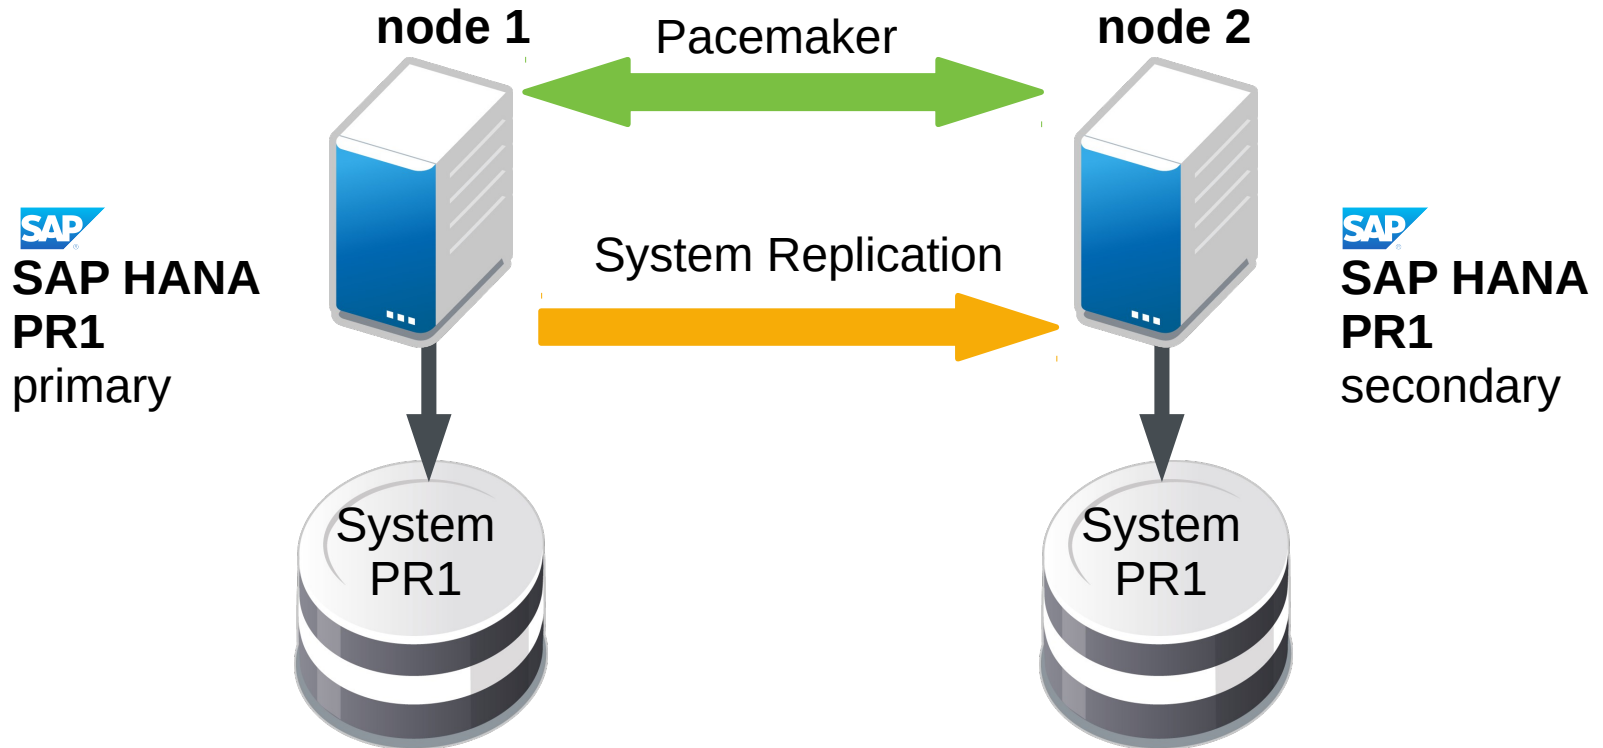 node 1
Pacemaker
node 2
SAP
®
SAP HANA
PR1
primary
System Replication
SAP
®
SAP HANA
PR1
secondary
System
PR1
System
PR1